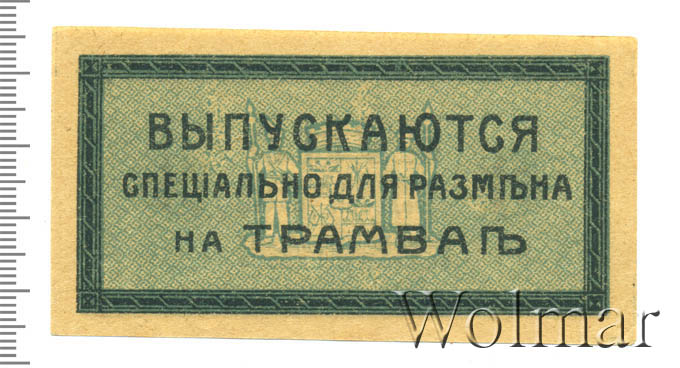 ВЫПУСКАЮТСЯ
СПЕЦІАЛЬНО ДЛЯ РАЗМѢНА
НА ТРАМВАѢ
Wolmar